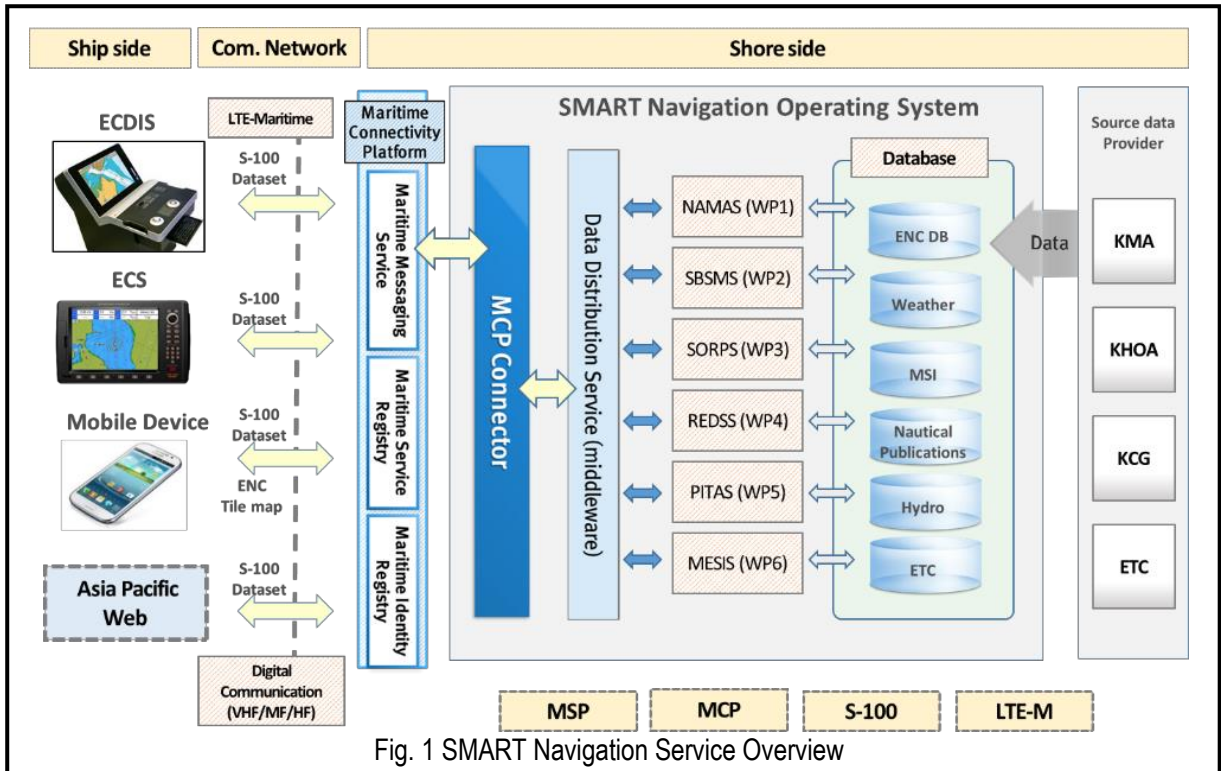 Ship side
Com. Network
Shore side
ECDIS
S-100
Dataset
ECS
S-100
Dataset
Mobile Device
S-100
Dataset
ENC
Tile map
Asia Pacific
Web
S-100
Dataset
LTE-Maritime
Digital
Communication
(VHF/MF/HF)
Maritime
Connectivity
Platform
Maritime Messaging
Service
Maritime Service
Registry
Maritime Identity
Registry
SMART Navigation Operating System
MCP Connector
Data Distribution Service (middleware)
NAMAS (WP1)
SBSMS (WP2)
SORPS (WP3)
REDSS (WP4)
PITAS (WP5)
MESIS (WP6)
Database
ENC DB
Weather
MSI
Nautical
Publications
Hydro
ETC
Data
Source data
Provider
KMA
KHOA
KCG
ETC
MSP
MCP
S-100
LTE-M
Fig. 1 SMART Navigation Service Overview